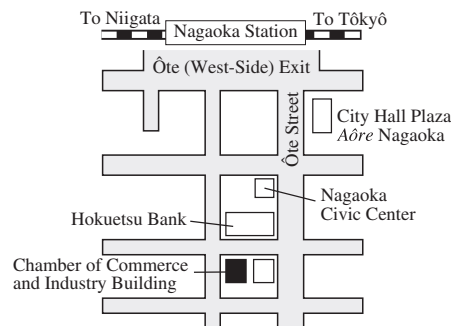 To Niigata
Nagaoka Station
To Tôkyô
Ôte (West-Side) Exit
Ôte Street
City Hall Plaza
Aôre Nagaoka
Nagaoka
Civic Center
Hokuetsu Bank
Chamber of Commerce
and Industry Building